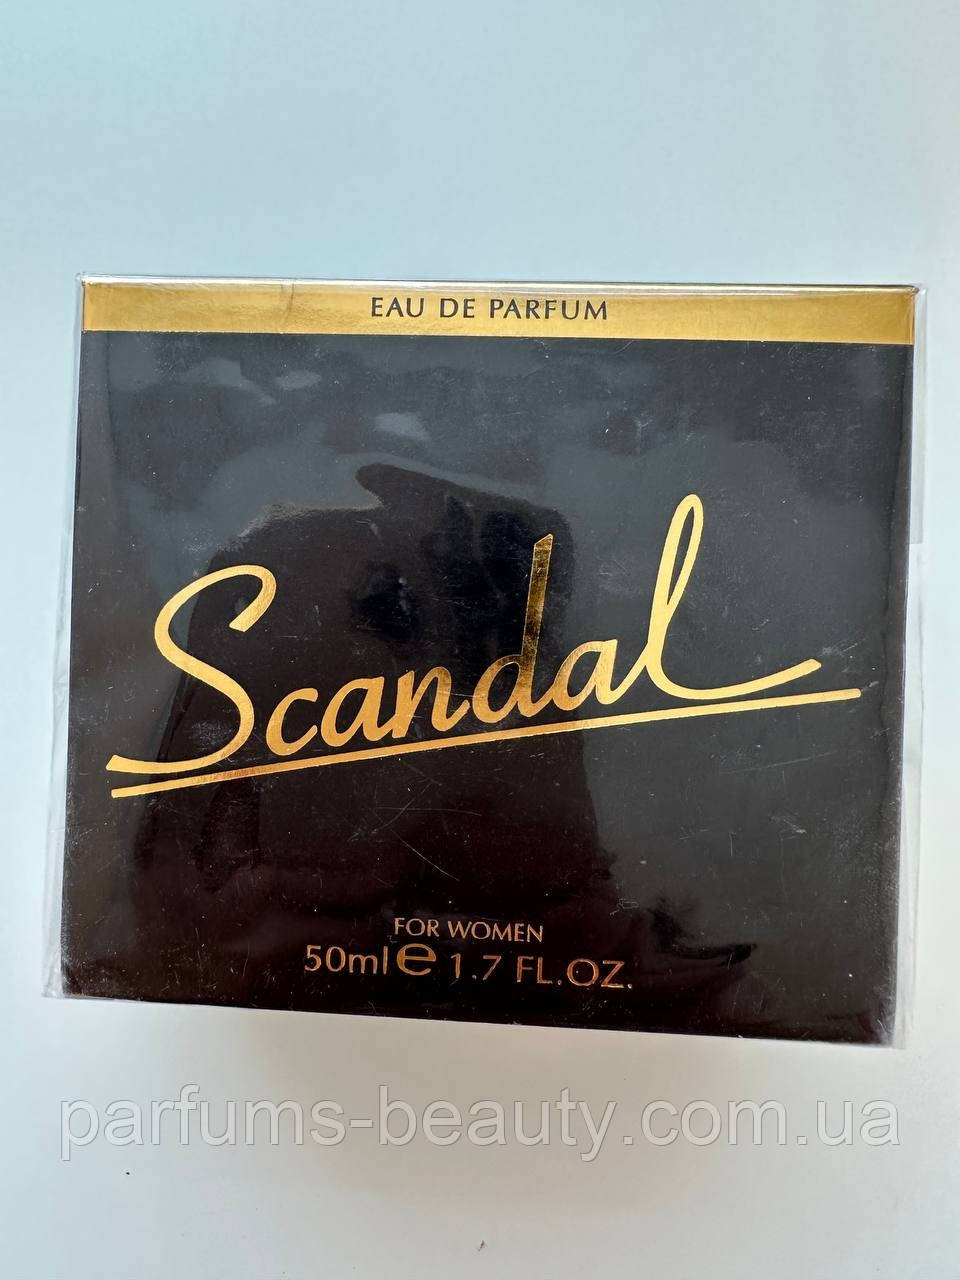 EAU DE PARFUM
Scandal
FOR WOMEN
50ml e 1.7 FL.OZ.
parfums-beauty.com.ua